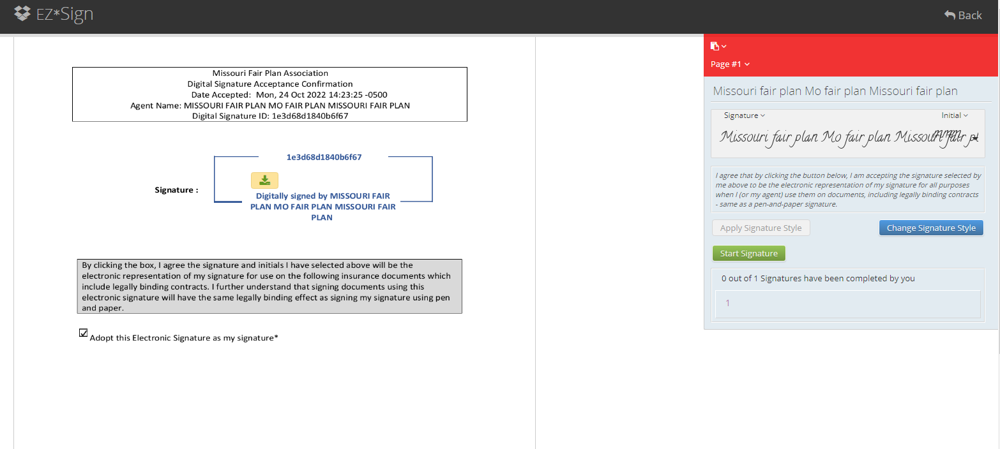 EZ*Sign
Back
Missouri Fair Plan Association
Digital Signature Acceptance Confirmation
Date Accepted: Mon, 24 Oct 2022 14:23:25 -0500
Agent Name: MISSOURI FAIR PLAN MO FAIR PLAN MISSOURI FAIR PLAN
Digital Signature ID: 1e3d68d1840b6f67
1e3d68d1840b6f67
Signature :
Digitally signed by MISSOURI FAIR
PLAN MO FAIR PLAN MISSOURI FAIR
PLAN
By clicking the box, I agree the signature and initials I have selected above will be the
electronic representation of my signature for use on the following insurance documents which
include legally binding contracts. I further understand that signing documents using this
electronic signature will have the same legally binding effect as signing my signature using pen
and paper.
Adopt this Electronic Signature as my signature*
Page #1
Missouri fair plan Mo fair plan Missouri fair plan
Signature
Initial
Missouri fair plan Mo fair plan Missouri fair
I agree that by clicking the button below, I am accepting the signature selected by
me above to be the electronic representation of my signature for all purposes
when I (or my agent) use them on documents, including legally binding contracts
- same as a pen-and-paper signature.
Apply Signature Style
Change Signature Style
Start Signature
0 out of 1 Signatures have been completed by you
1